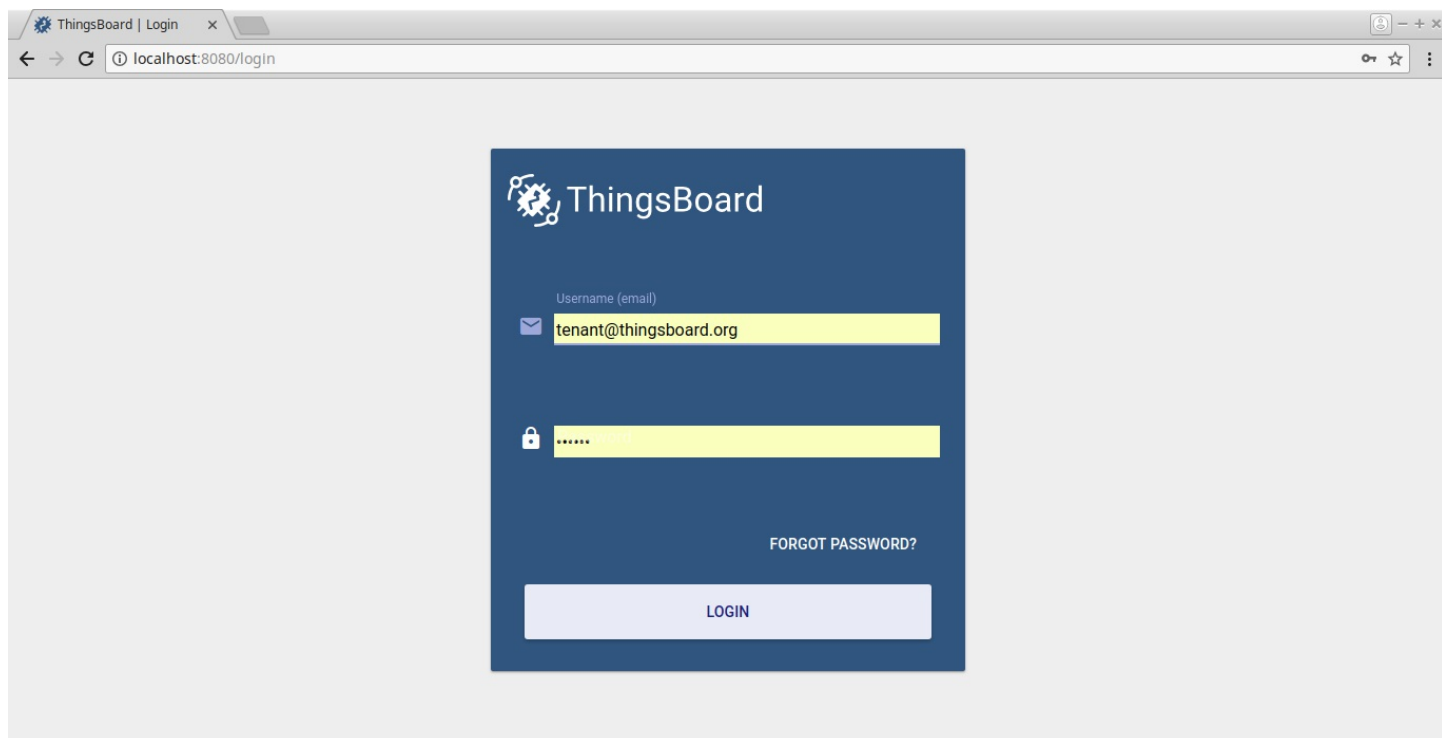 ThingsBoard | Login
localhost:8080/login
ThingsBoard
Username (email)
tenant@thingsboard.org
••••••
FORGOT PASSWORD?
LOGIN